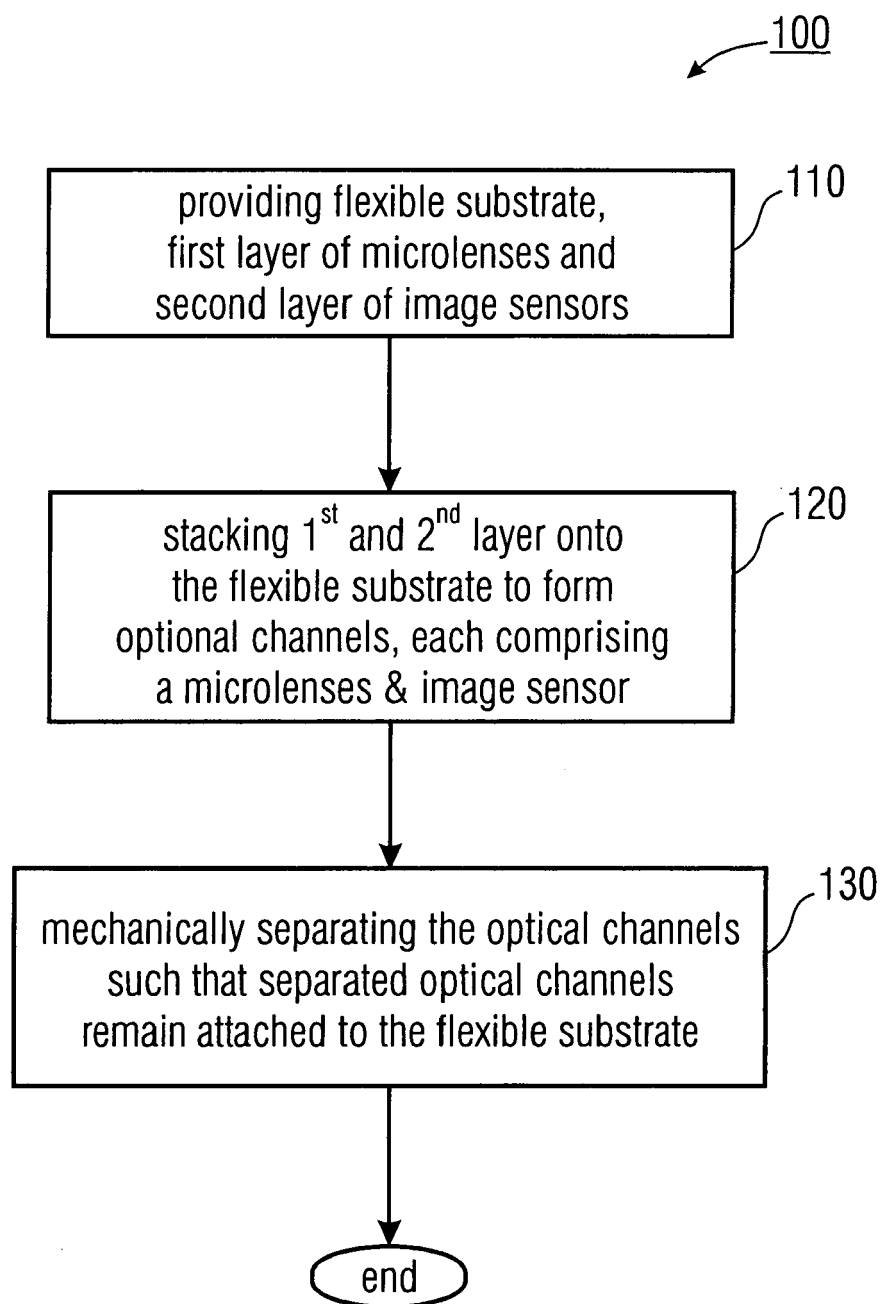 100
110
providing flexible substrate,
first layer of microlenses and
second layer of image sensors
120
stacking 1st and 2nd layer onto
the flexible substrate to form
optional channels, each comprising
a microlenses & image sensor
130
mechanically separating the optical channels
such that separated optical channels
remain attached to the flexible substrate
end